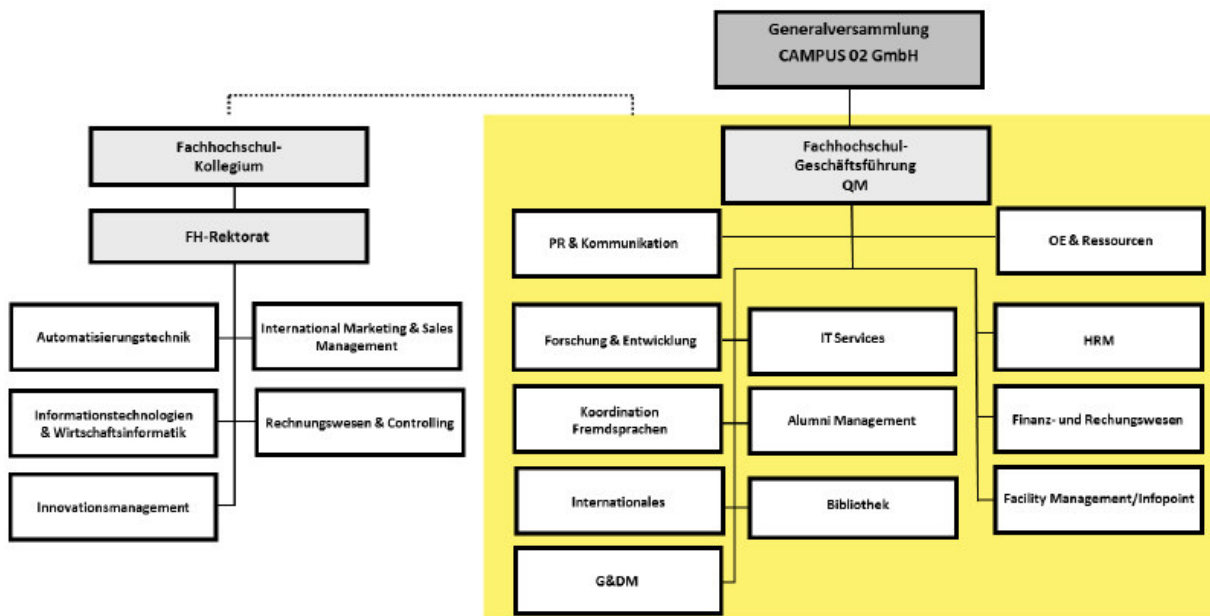 Generalversammlung
CAMPUS 02 GmbH
Fachhochschul-
Kollegium
FH-Rektorat
Automatisierungstechnik
International Marketing & Sales
Management
Informationstechnologien
& Wirtschaftsinformatik
Rechnungswesen & Controlling
Innovationsmanagement
Fachhochschul-
Geschäftsführung
QM
PR & Kommunikation
OE & Ressourcen
Forschung & Entwicklung
IT Services
HRM
Koordination
Fremdsprachen
Alumni Management
Finanz- und Rechungswesen
Internationales
Bibliothek
Facility Management/Infopoint
G&DM